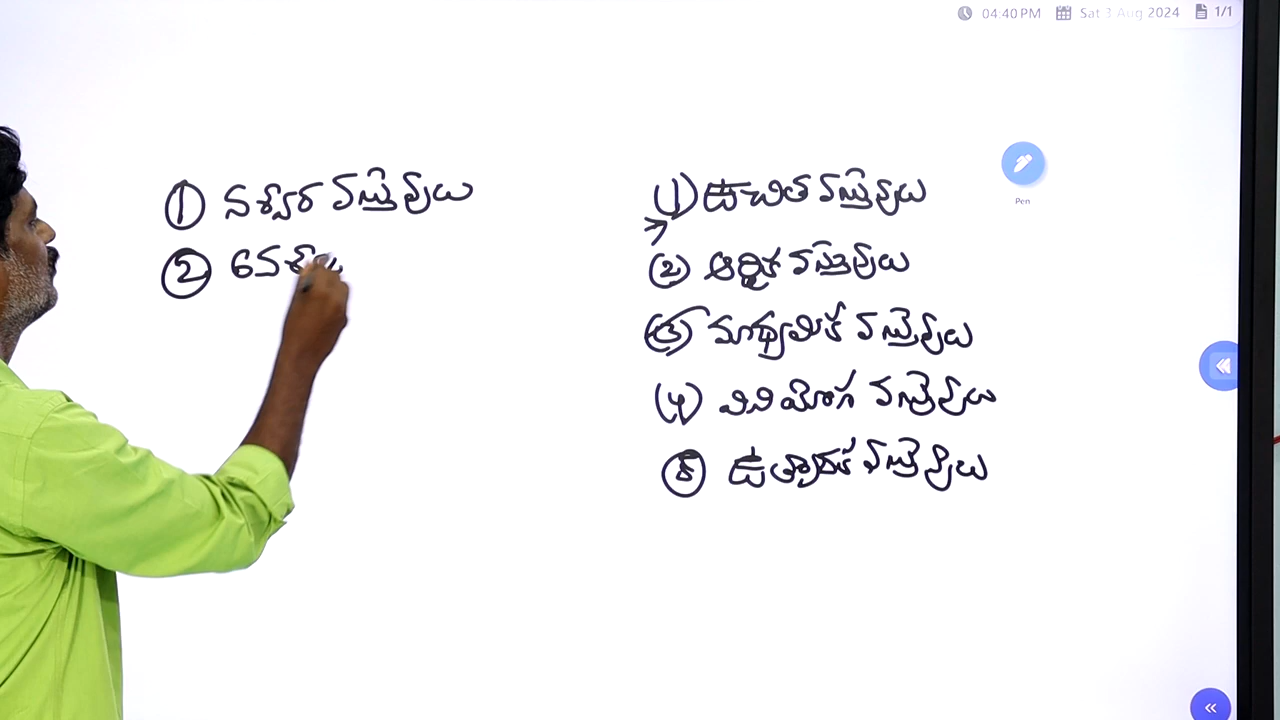 04:40 PM Sat 3 Aug 2024 1/1
Pen
① నశ్వర వస్తువులు
②
(1) ఉచిత వస్తువులు
(2) ఆర్థిక వస్తువులు
(3) మాధ్యమిక వస్తువులు
(4) వినియోగ వస్తువులు
⑤ ఉత్పాదక వస్తువులు